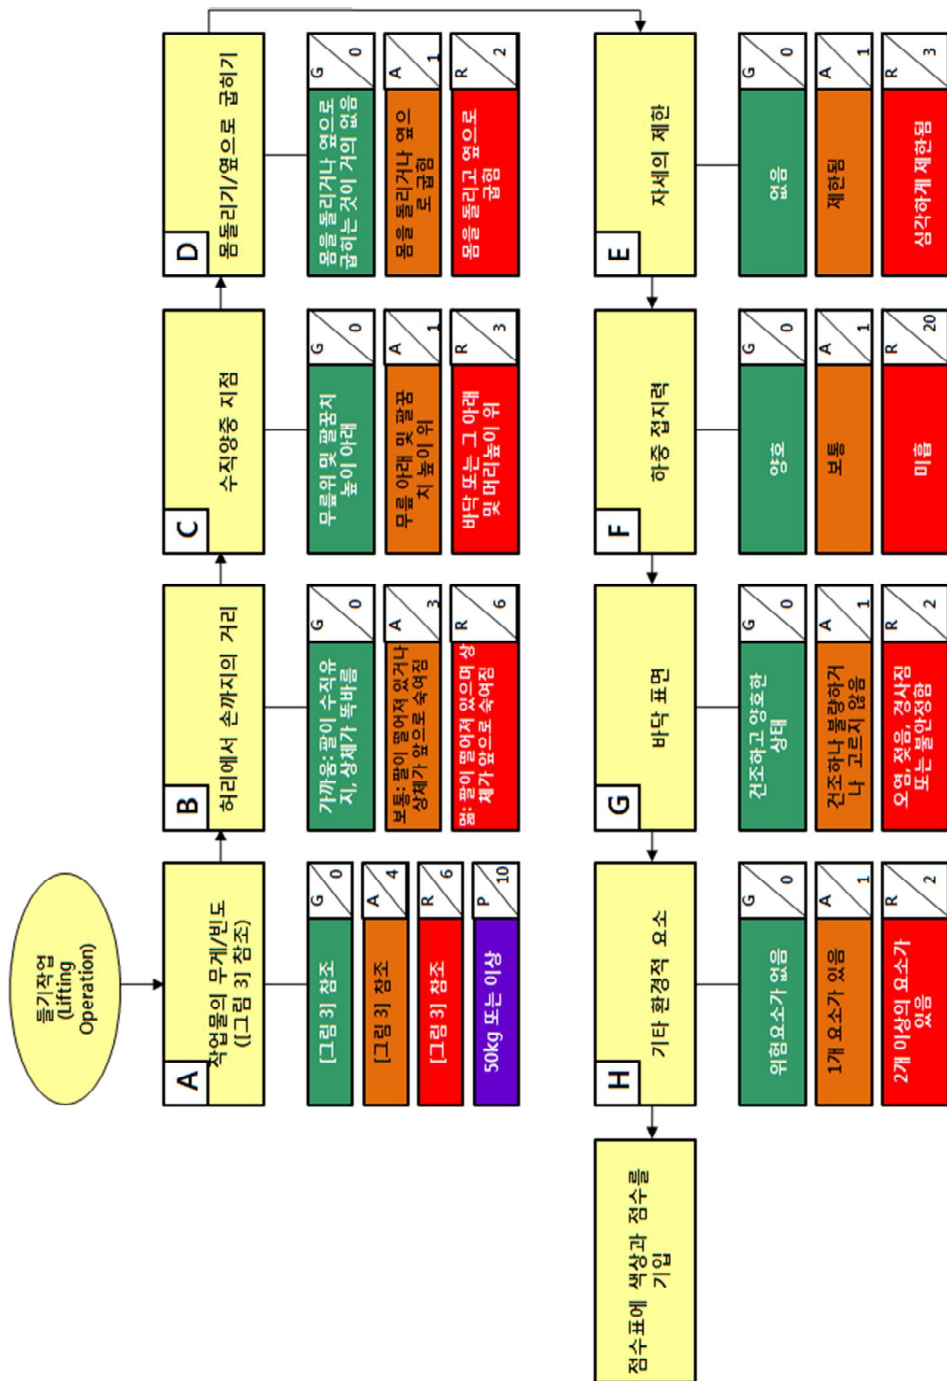 들기작업
(Lifting
Operation)
A
작업물의 무게/빈도
([그림 3] 참조)
[그림 3] 참조
G
0
[그림 3] 참조
A
4
[그림 3] 참조
R
6
50kg 또는 이상
P
10
B
허리에서 손까지의 거리
가까움: 팔이 수직유
지, 상체가 똑바름
G
0
보통: 팔이 떨어져 있거나
상체가 앞으로 숙여짐
A
3
멂: 팔이 떨어져 있으며 상
체가 앞으로 숙여짐
R
6
C
수직양중 지점
무릎위 및 팔꿈치
높이 아래
G
0
무릎 아래 및 팔꿈
치 높이 위
A
1
바닥 또는 그 아래
및 머리높이 위
R
3
D
몸돌리기/옆으로 굽히기
몸을 돌리거나 옆으로
굽히는 것이 거의 없음
G
0
몸을 돌리거나 옆으
로 굽힘
A
1
몸을 돌리고 옆으로
굽힘
R
2
E
자세의 제한
없음
G
0
제한됨
A
1
심각하게 제한됨
R
3
F
하중 접지력
양호
G
0
보통
A
1
미흡
R
20
G
바닥 표면
건조하고 양호한
상태
G
0
건조하나 불량하거
나 고르지 않음
A
1
오염, 젖음, 경사짐
또는 불안정함
R
2
H
기타 환경적 요소
위험요소가 없음
G
0
1개 요소가 있음
A
1
2개 이상의 요소가
있음
R
2
점수표에 색상과 점수를
기입